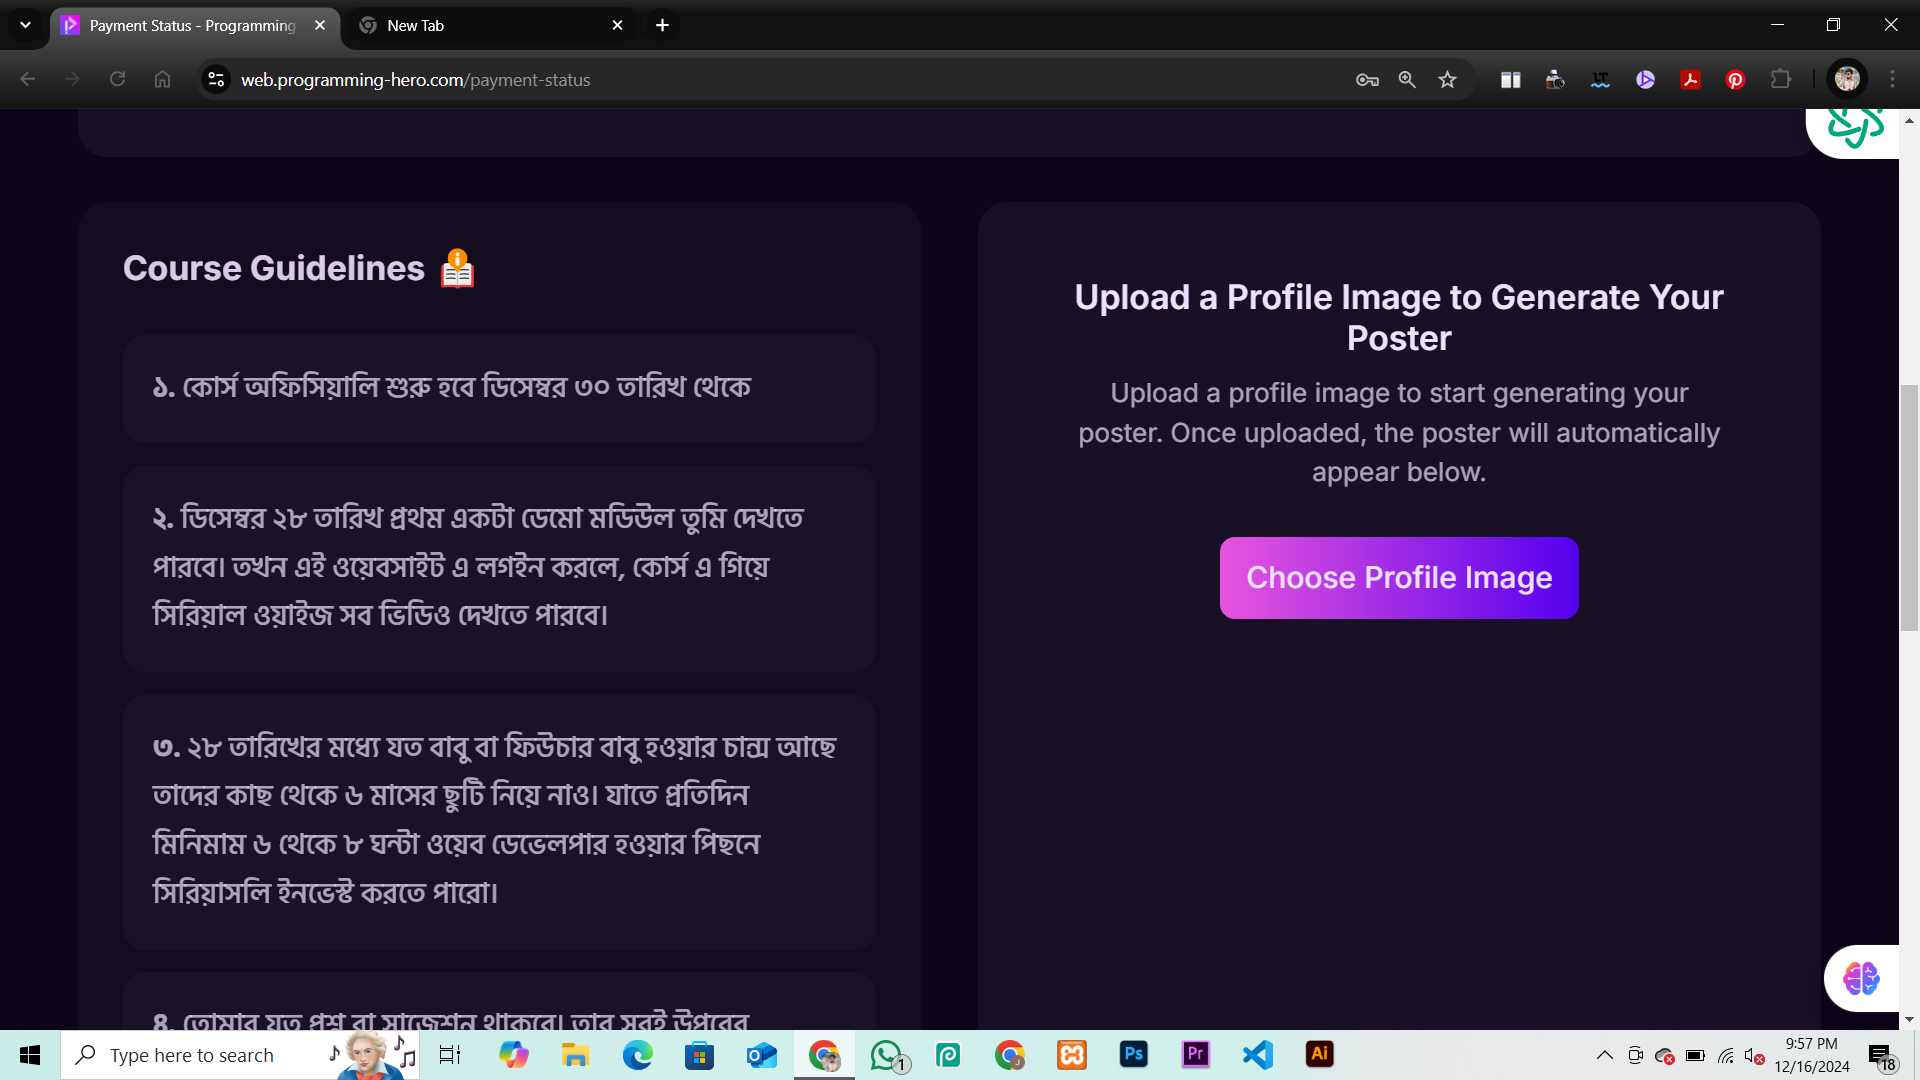 Payment Status - Programming
New Tab
web.programming-hero.com/payment-status
Course Guidelines
১. কোর্স অফিসিয়ালি শুরু হবে ডিসেম্বর ৩০ তারিখ থেকে
২. ডিসেম্বর ২৮ তারিখ প্রথম একটা ডেমো মডিউল তুমি দেখতে
পারবে। তখন এই ওয়েবসাইট এ লগইন করলে, কোর্স এ গিয়ে
সিরিয়াল ওয়াইজ সব ভিডিও দেখতে পারবে।
৩. ২৮ তারিখের মধ্যে যত বাবু বা ফিউচার বাবু হওয়ার চান্স আছে
তাদের কাছ থেকে ৬ মাসের ছুটি নিয়ে নাও। যাতে প্রতিদিন
মিনিমাম ৬ থেকে ৮ ঘন্টা ওয়েব ডেভেলপার হওয়ার পিছনে
সিরিয়াসলি ইনভেস্ট করতে পারো।
৪. তোমার যত প্রশ্ন বা সাজেশন থাকবে। তার সবই উপরের
Upload a Profile Image to Generate Your
Poster
Upload a profile image to start generating your
poster. Once uploaded, the poster will automatically
appear below.
Choose Profile Image
Type here to search
1
Ps
Pr
Ai
9:57 PM
12/16/2024
18